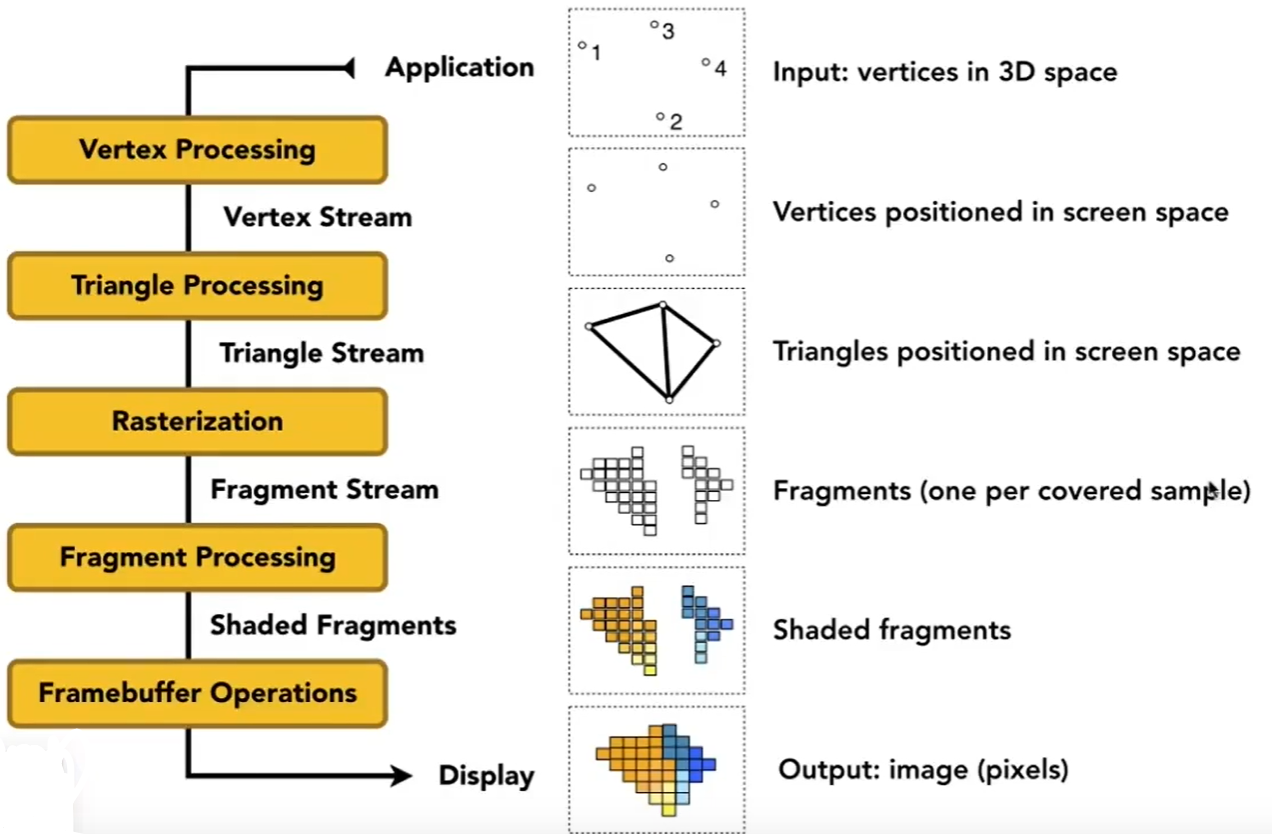 Application
1
3
4
2
Input: vertices in 3D space
Vertex Processing
Vertex Stream
Vertices positioned in screen space
Triangle Processing
Triangle Stream
Triangles positioned in screen space
Rasterization
Fragment Stream
Fragments (one per covered sample)
Fragment Processing
Shaded Fragments
Shaded fragments
Framebuffer Operations
Display
Output: image (pixels)